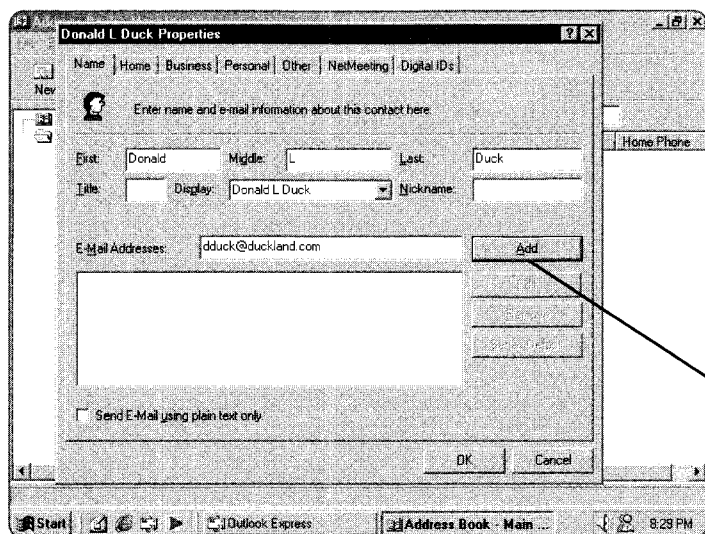 Donald L Duck Properties
Name Home Business Personal Other NetMeeting Digital IDs
New
Enter name and e-mail information about this contact here.
Home Phone
First: Donald Middle: L Last: Duck
Title: Display: Donald L Duck Nickname:
E-Mail Addresses: dduck@duckland.com Add
Send E-Mail using plain text only.
OK Cancel
Start Outlook Express Address Book - Main ... 8:29 PM